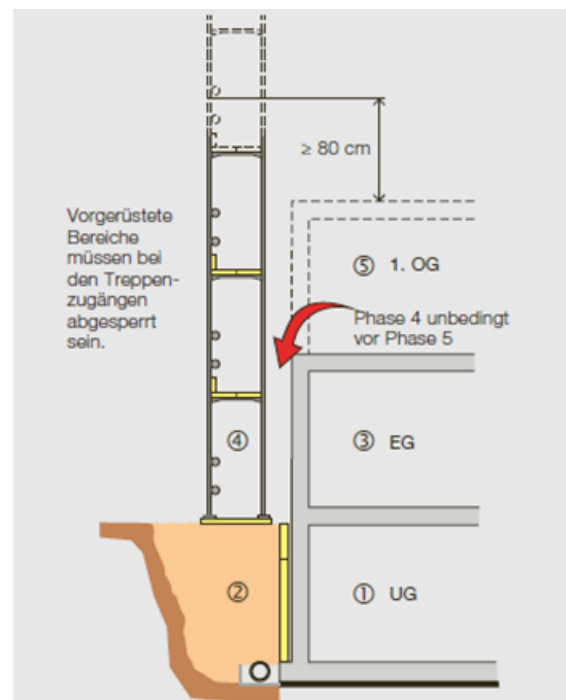 ≥ 80 cm
Vorgerüstete
Bereiche
müssen bei
den Treppen-
zugängen
abgesperrt
sein.
⑤ 1. OG
Phase 4 unbedingt
vor Phase 5
④
③ EG
②
① UG